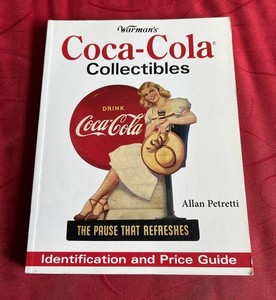 Warman's
Coca-Cola®
Collectibles
DRINK
Coca-Cola
Allan Petretti
THE PAUSE THAT REFRESHES
Identification and Price Guide